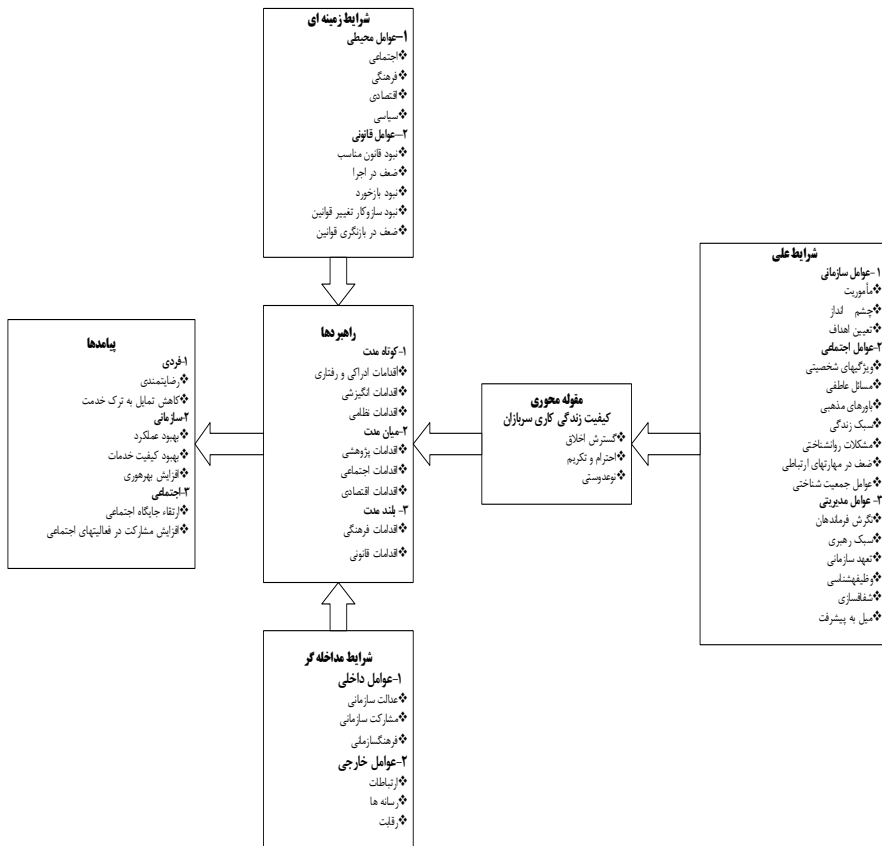 شرایط زمینه ای
۱-عوامل محیطی
❖اجتماعی
❖فرهنگی
❖اقتصادی
❖سیاسی
۲-عوامل قانونی
❖نبود قانون مناسب
❖ضعف در اجرا
❖نبود بازخورد
❖نبود سازوکار تغییر قوانین
❖ضعف در بازنگری قوانین
شرایط علی
۱-عوامل سازمانی
❖مأموریت
❖چشم انداز
❖تعیین اهداف
۲-عوامل اجتماعی
❖ویژگیهای شخصیتی
❖مسائل عاطفی
❖باورهای مذهبی
❖سبک زندگی
❖مشکلات روانشناختی
❖ضعف در مهارتهای ارتباطی
❖عوامل جمعیت شناختی
۳- عوامل مدیریتی
❖نگرش فرماندهان
❖سبک رهبری
❖تعهد سازمانی
❖وظیفهشناسی
❖شفافسازی
❖میل به پیشرفت
مقوله محوری
کیفیت زندگی کاری سربازان
❖گسترش اخلاق
❖احترام و تکریم
❖نوعدوستی
راهبردها
۱-کوتاه مدت
❖اقدامات ادراکی و رفتاری
❖اقدامات انگیزشی
❖اقدامات نظامی
۲-میان مدت
❖اقدامات پژوهشی
❖اقدامات اجتماعی
❖اقدامات اقتصادی
۳- بلند مدت
❖اقدامات فرهنگی
❖اقدامات قانونی
پیامدها
۱-فردی
❖رضایتمندی
❖کاهش تمایل به ترک خدمت
۲-سازمانی
❖بهبود عملکرد
❖بهبود کیفیت خدمات
❖افزایش بهرهوری
۳-اجتماعی
❖ارتقاء جایگاه اجتماعی
❖افزایش مشارکت در فعالیتهای اجتماعی
شرایط مداخله گر
۱-عوامل داخلی
❖عدالت سازمانی
❖مشارکت سازمانی
❖فرهنگسازمانی
۲-عوامل خارجی
❖ارتباطات
❖رسانه ها
❖رقابت